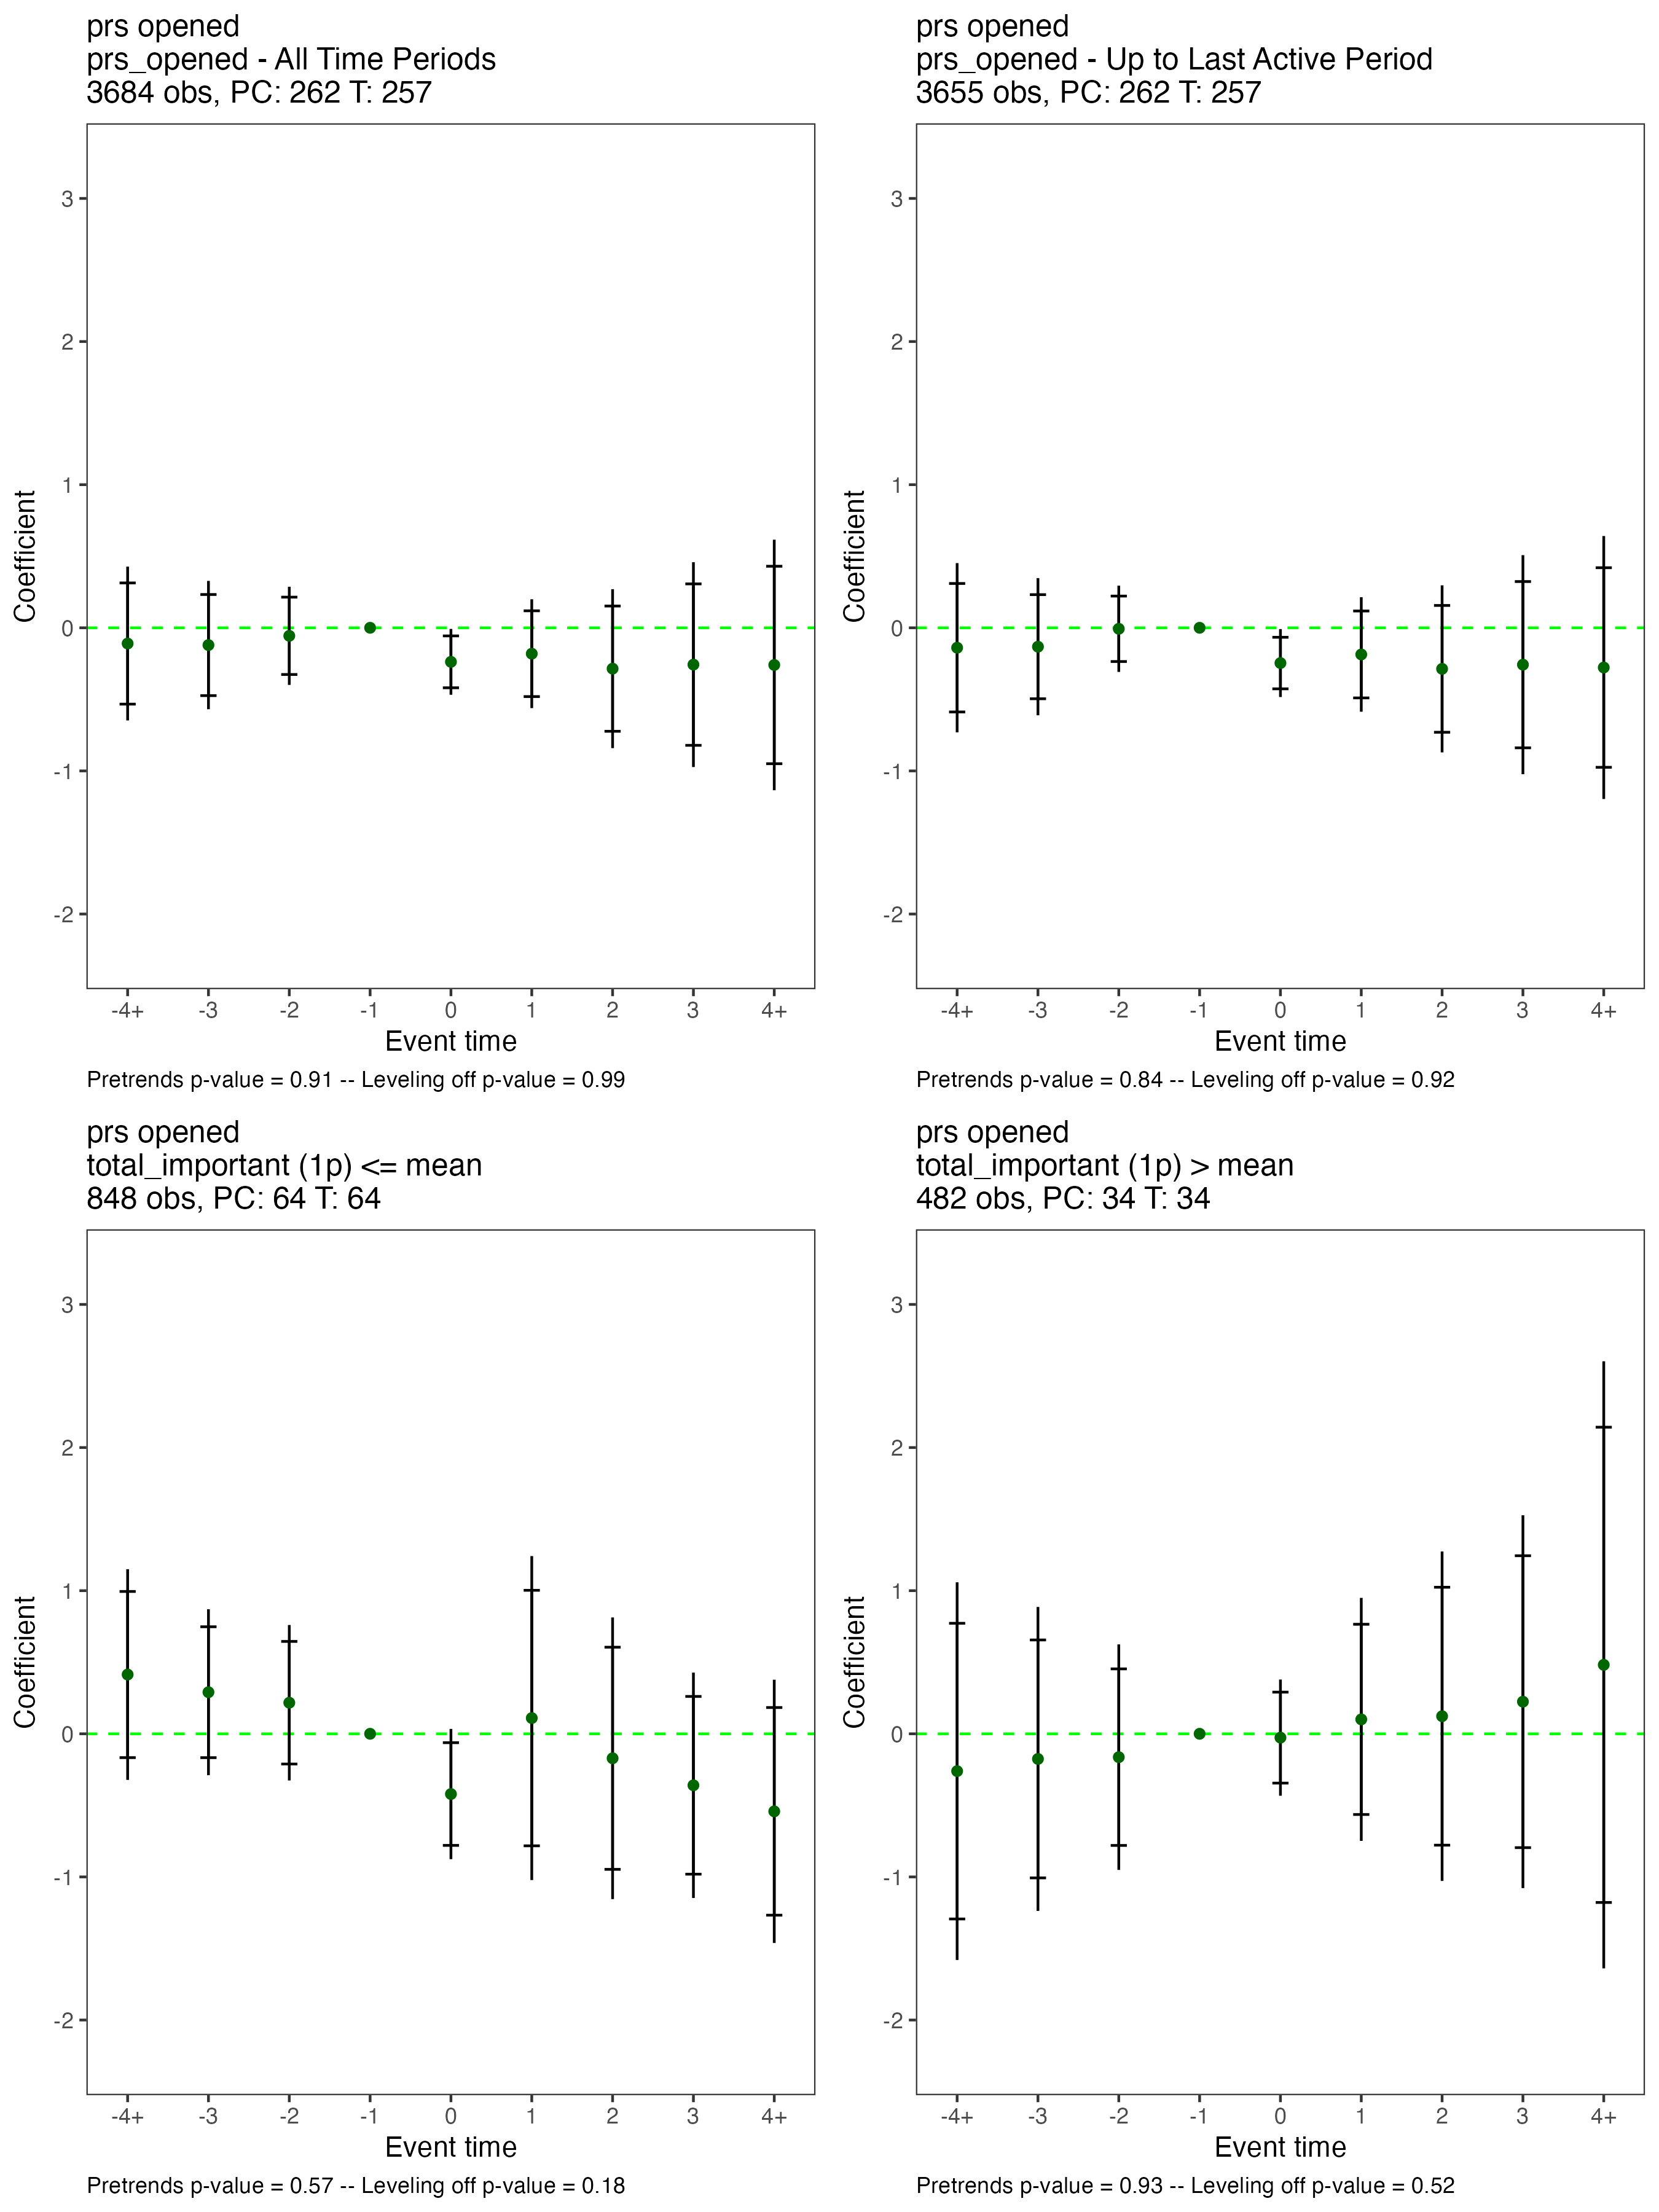 prs opened
prs_opened - All Time Periods
3684 obs, PC: 262 T: 257
3
2
1
0
-1
-2
Coefficient
-4+ -3 -2 -1 0 1 2 3 4+
Event time
Pretrends p-value = 0.91 -- Leveling off p-value = 0.99
prs opened
prs_opened - Up to Last Active Period
3655 obs, PC: 262 T: 257
3
2
1
0
-1
-2
Coefficient
-4+ -3 -2 -1 0 1 2 3 4+
Event time
Pretrends p-value = 0.84 -- Leveling off p-value = 0.92
prs opened
total_important (1p) <= mean
848 obs, PC: 64 T: 64
3
2
1
0
-1
-2
Coefficient
-4+ -3 -2 -1 0 1 2 3 4+
Event time
Pretrends p-value = 0.57 -- Leveling off p-value = 0.18
prs opened
total_important (1p) > mean
482 obs, PC: 34 T: 34
3
2
1
0
-1
-2
Coefficient
-4+ -3 -2 -1 0 1 2 3 4+
Event time
Pretrends p-value = 0.93 -- Leveling off p-value = 0.52